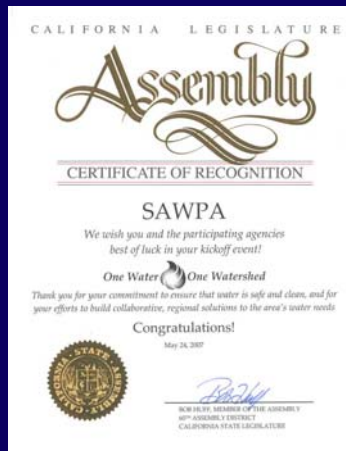 CALIFORNIA LEGISLATURE
Assembly
CERTIFICATE OF RECOGNITION
SAWPA
We wish you and the participating agencies
best of luck in your kickoff event!
One Water One Watershed
Thank you for your commitment to ensure that water is safe and clean, and for
your efforts to build collaborative, regional solutions to the area's water needs
Congratulations!
May 24, 2007
BOB HUFF, MEMBER OF THE ASSEMBLY
60TH ASSEMBLY DISTRICT
CALIFORNIA STATE LEGISLATURE